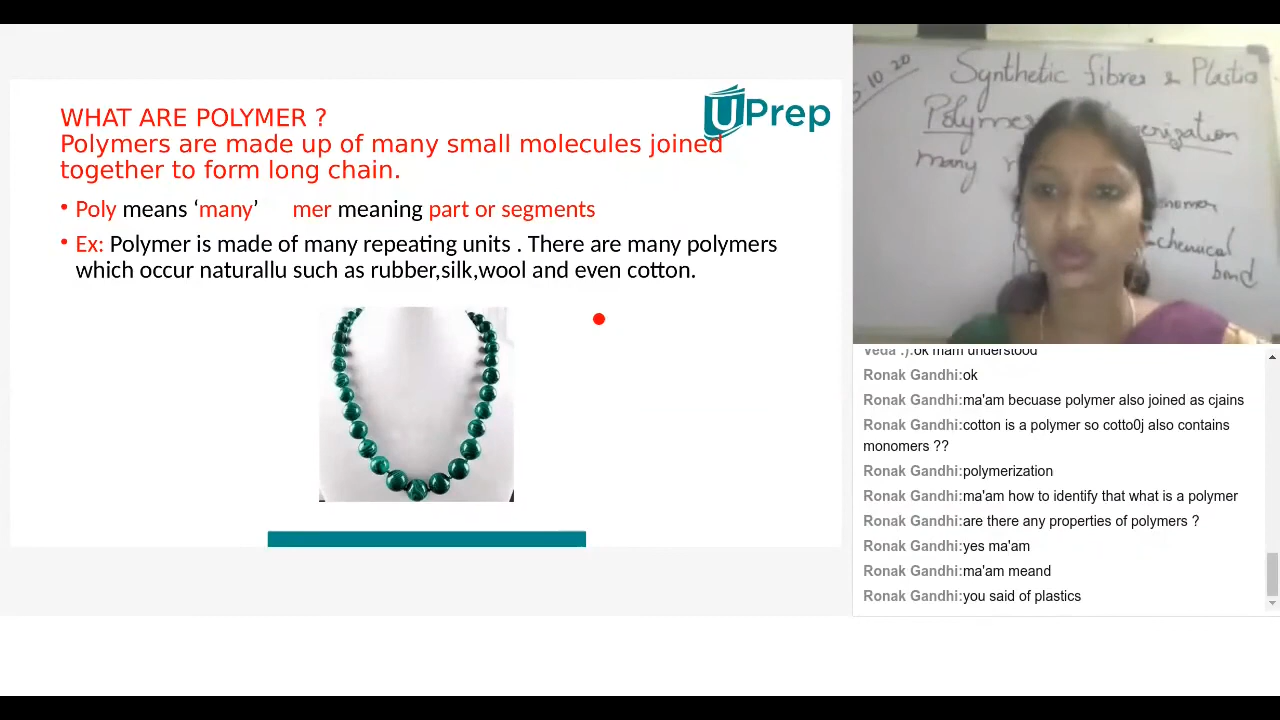 WHAT ARE POLYMER ?
Polymers are made up of many small molecules joined
together to form long chain.
• Poly means ‘many’ mer meaning part or segments
• Ex: Polymer is made of many repeating units . There are many polymers
which occur naturallu such as rubber,silk,wool and even cotton.
UPrep
10 20
Synthetic fibres & Plastic
many
chemical
bond
Veda :).:ok mam understood
Ronak Gandhi:ok
Ronak Gandhi:ma'am becuase polymer also joined as cjains
Ronak Gandhi:cotton is a polymer so cotto0j also contains
monomers ??
Ronak Gandhi:polymerization
Ronak Gandhi:ma'am how to identify that what is a polymer
Ronak Gandhi:are there any properties of polymers ?
Ronak Gandhi:yes ma'am
Ronak Gandhi:ma'am meand
Ronak Gandhi:you said of plastics